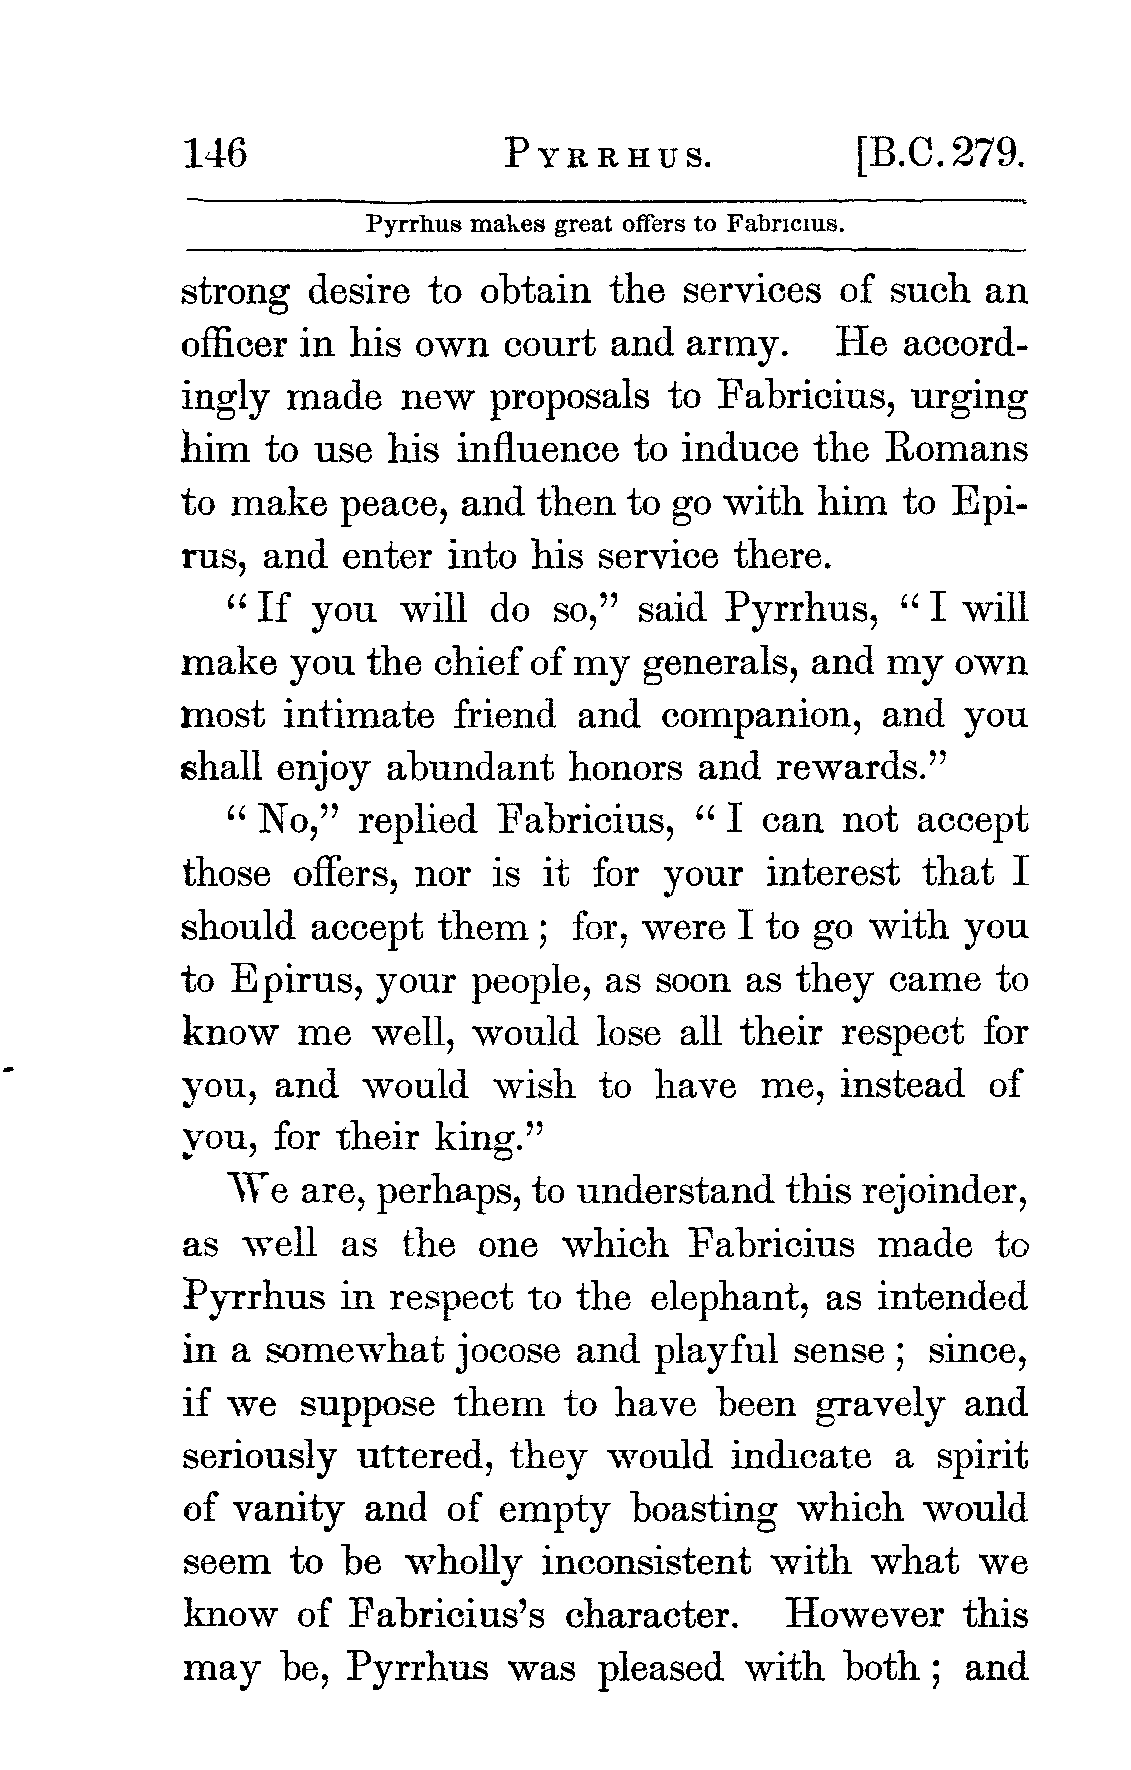 146 PYRRHUS. [B.C. 279.
Pyrrhus makes great offers to Fabricius.
strong desire to obtain the services of such an
officer in his own court and army. He accord-
ingly made new proposals to Fabricius, urging
him to use his influence to induce the Romans
to make peace, and then to go with him to Epi-
rus, and enter into his service there.
“If you will do so,” said Pyrrhus, “I will
make you the chief of my generals, and my own
most intimate friend and companion, and you
shall enjoy abundant honors and rewards.”
“No,” replied Fabricius, “I can not accept
those offers, nor is it for your interest that I
should accept them; for, were I to go with you
to Epirus, your people, as soon as they came to
know me well, would lose all their respect for
you, and would wish to have me, instead of
you, for their king.”
We are, perhaps, to understand this rejoinder,
as well as the one which Fabricius made to
Pyrrhus in respect to the elephant, as intended
in a somewhat jocose and playful sense; since,
if we suppose them to have been gravely and
seriously uttered, they would indicate a spirit
of vanity and of empty boasting which would
seem to be wholly inconsistent with what we
know of Fabricius’s character. However this
may be, Pyrrhus was pleased with both; and